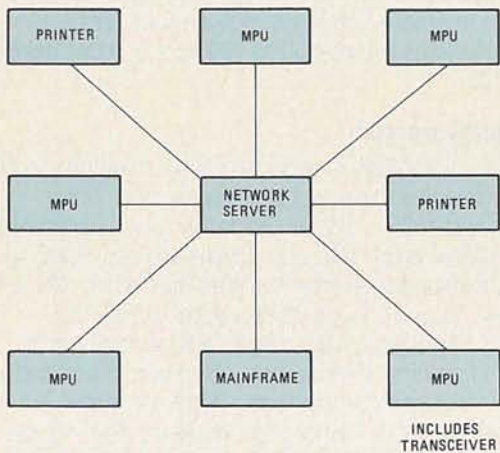 PRINTER
MPU
MPU
MPU
NETWORK
SERVER
PRINTER
MPU
MAINFRAME
MPU
INCLUDES
TRANSCEIVER